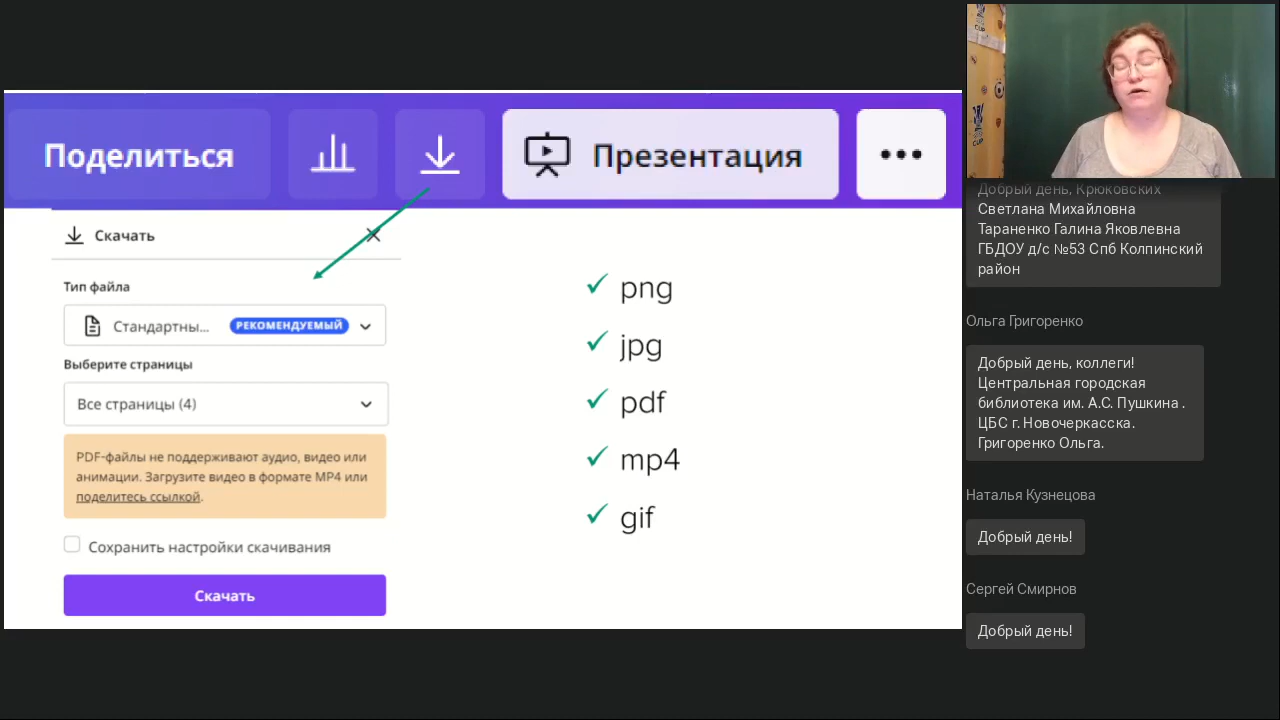 Поделиться
Презентация
Скачать
Тип файла
Стандартны... РЕКОМЕНДУЕМЫЙ
Выберите страницы
Все страницы (4)
PDF-файлы не поддерживают аудио, видео или
анимации. Загрузите видео в формате MP4 или
поделитесь ссылкой.
Сохранить настройки скачивания
Скачать
png
jpg
pdf
mp4
gif
CUP
CUP
Добрый день, Крюковских
Светлана Михайловна
Тараненко Галина Яковлевна
ГБДОУ д/с №53 Спб Колпинский
район
Ольга Григоренко
Добрый день, коллеги!
Центральная городская
библиотека им. А.С. Пушкина .
ЦБС г. Новочеркасска.
Григоренко Ольга.
Наталья Кузнецова
Добрый день!
Сергей Смирнов
Добрый день!